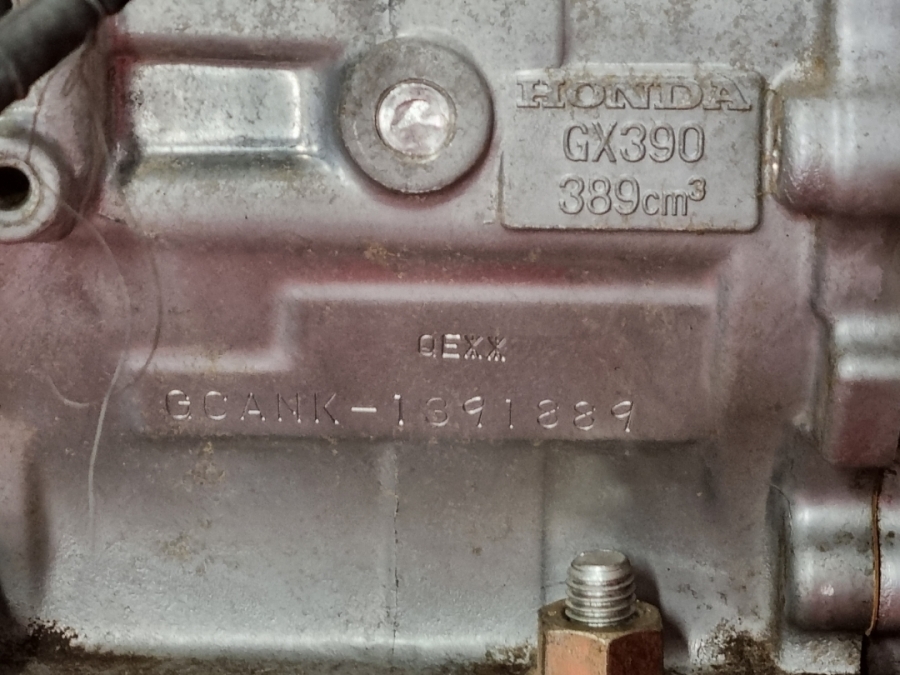 HONDA
GX390
389cm³
QEXX
GCANK-1391889